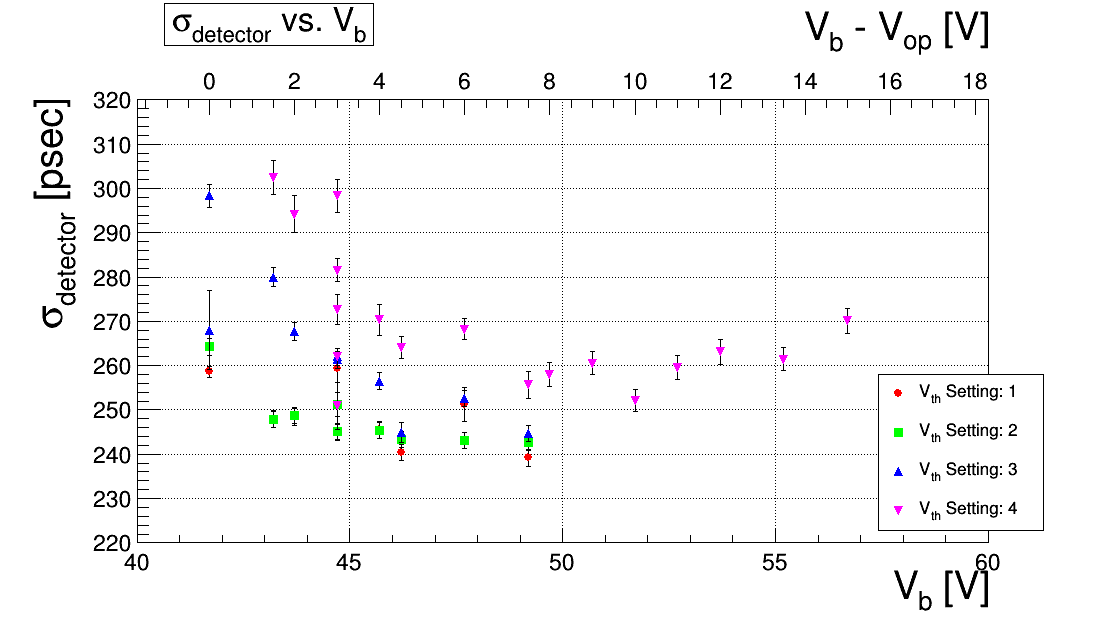 σdetector vs. Vb
Vb - Vop [V]
0 2 4 6 8 10 12 14 16 18
σdetector [psec]
320
310
300
290
280
270
260
250
240
230
220
Vth Setting: 1
Vth Setting: 2
Vth Setting: 3
Vth Setting: 4
40 45 50 55 60
Vb [V]